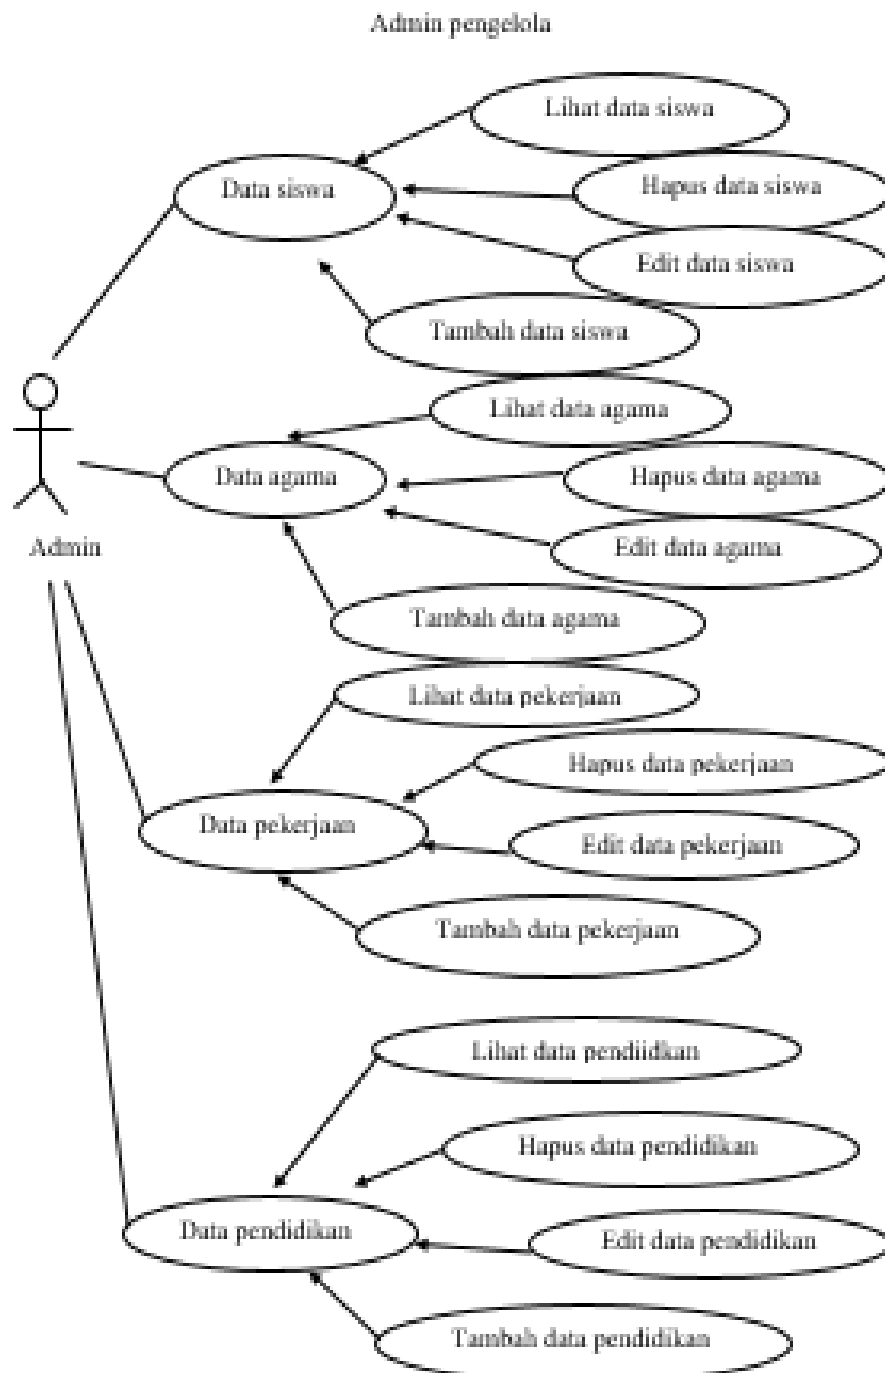 Admin pengelola
Lihat data siswa
Data siswa
Hapus data siswa
Edit data siswa
Tambah data siswa
Lihat data agama
Data agama
Hapus data agama
Edit data agama
Admin
Tambah data agama
Lihat data pekerjaan
Hapus data pekerjaan
Data pekerjaan
Edit data pekerjaan
Tambah data pekerjaan
Lihat data pendiidkan
Hapus data pendidikan
Data pendidikan
Edit data pendidikan
Tambah data pendidikan